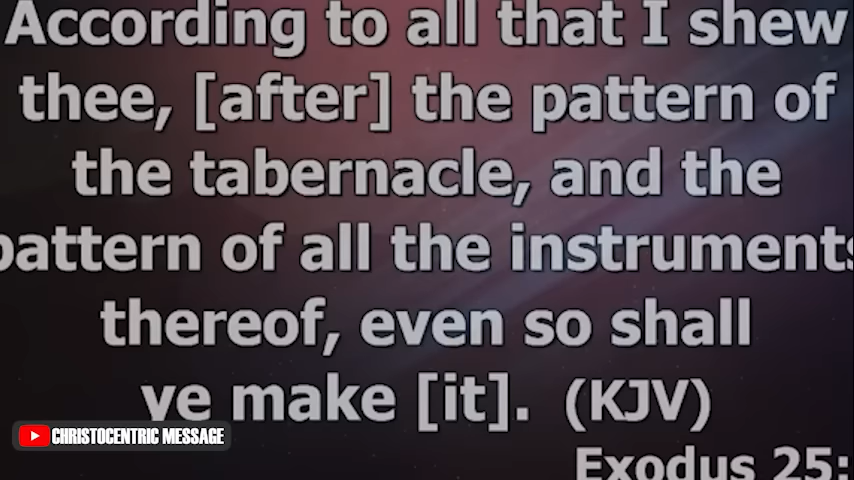 According to all that I shew
thee, [after] the pattern of
the tabernacle, and the
pattern of all the instruments
thereof, even so shall
ye make [it]. (KJV)
CHRISTOCENTRIC MESSAGE
Exodus 25: